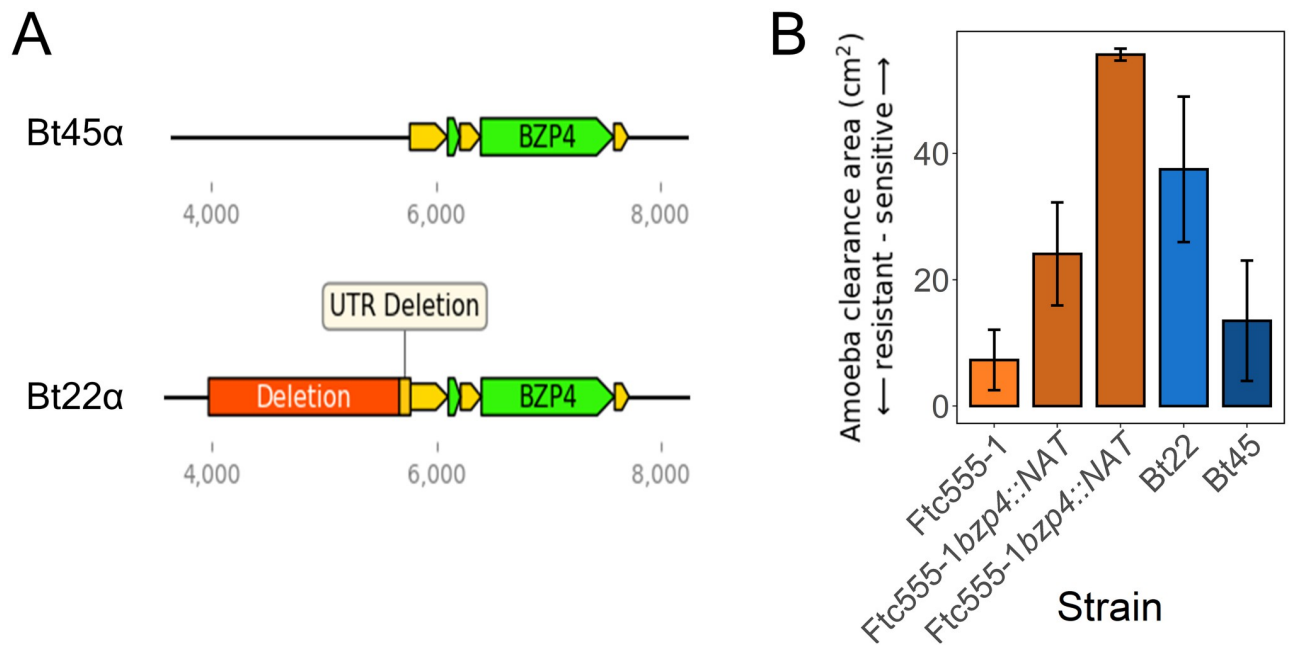 A
Bt45α
BZP4
4,000
6,000
8,000
UTR Deletion
Bt22α
Deletion
BZP4
4,000
6,000
8,000
B
Amoeba clearance area (cm²)
⟵ resistant - sensitive ⟶
40
20
0
Ftc555-1
Ftc555-1bzp4::NAT
Ftc555-1bzp4::NAT
Bt22
Bt45
Strain